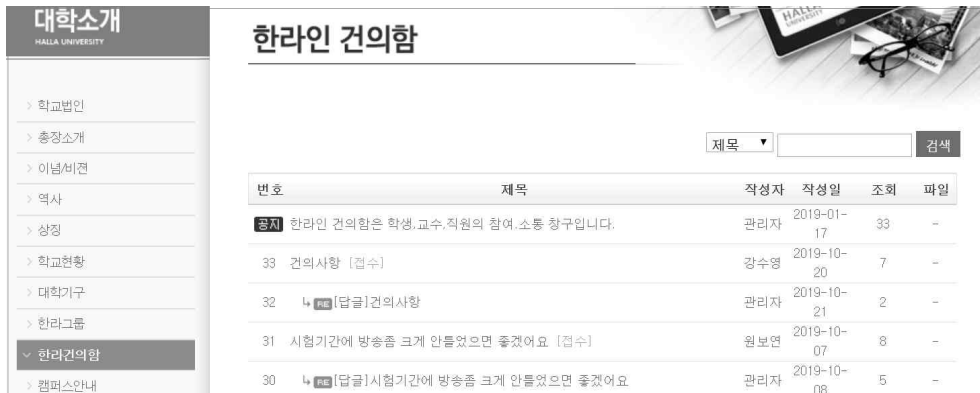 대학소개
HALLA UNIVERSITY
한라인 건의함
HALLA
> 학교법인
> 총장소개
> 이념/비젼
> 역사
> 상징
> 학교현황
> 대학기구
> 한라그룹
한라건의함
> 캠퍼스안내
제목 ▼ 검색
번호 제목 작성자 작성일 조회 파일
공지 한라인 건의함은 학생,교수,직원의 참여,소통 창구입니다. 관리자 2019-01-17 33 -
33 건의사항 [접수] 강수영 2019-10-20 7 -
32 ↳ RE [답글]건의사항 관리자 2019-10-21 2 -
31 시험기간에 방송좀 크게 안틀었으면 좋겠어요 [접수] 원보연 2019-10-07 8 -
30 ↳ RE [답글]시험기간에 방송좀 크게 안틀었으면 좋겠어요 관리자 2019-10-08 5 -